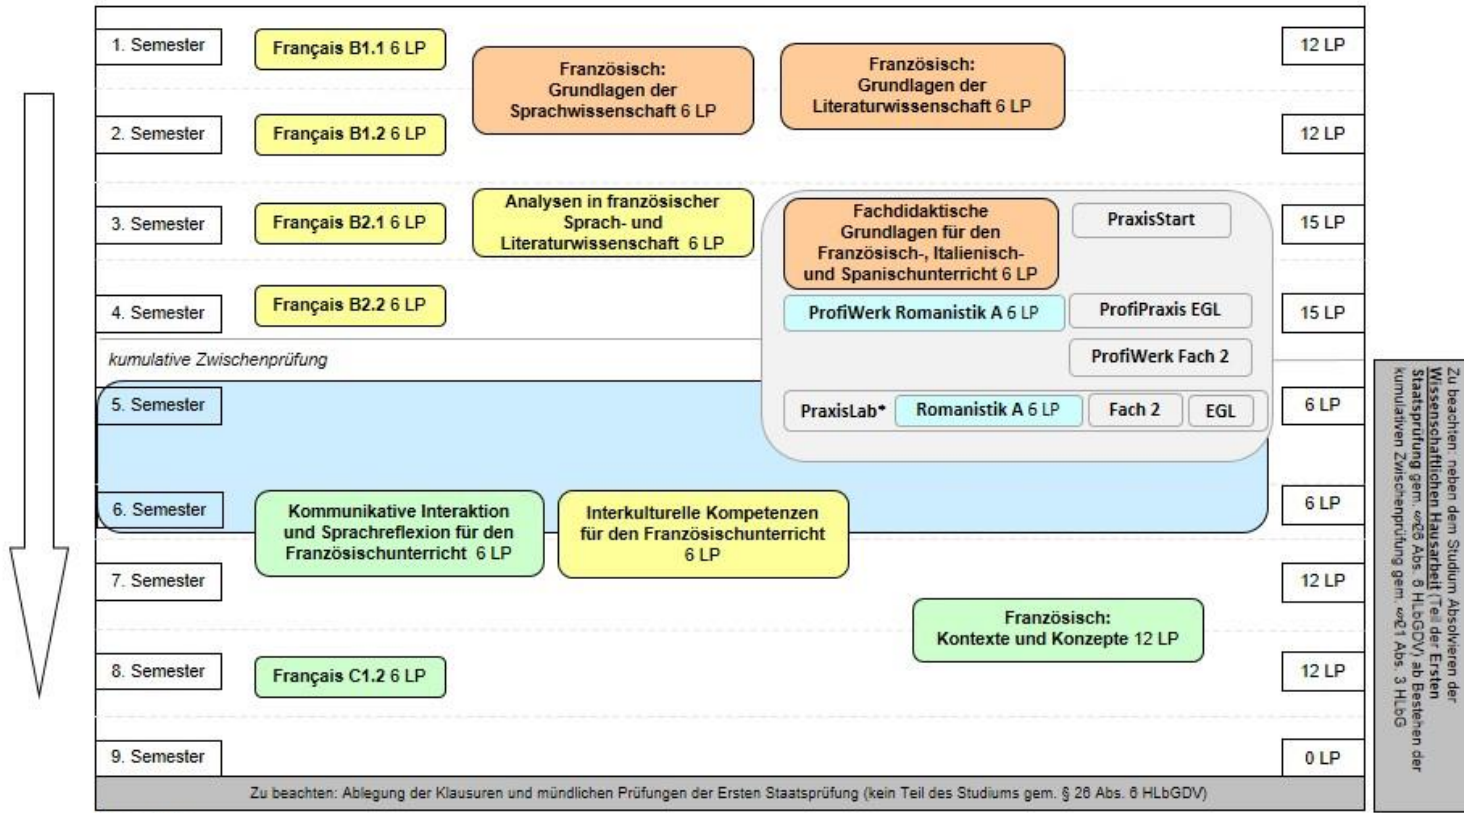 1. Semester
Français B1.1 6 LP
Französisch:
Grundlagen der
Sprachwissenschaft 6 LP
Französisch:
Grundlagen der
Literaturwissenschaft 6 LP
12 LP
2. Semester
Français B1.2 6 LP
12 LP
3. Semester
Français B2.1 6 LP
Analysen in französischer
Sprach- und
Literaturwissenschaft 6 LP
Fachdidaktische
Grundlagen für den
Französisch-, Italienisch-
und Spanischunterricht 6 LP
PraxisStart
15 LP
4. Semester
Français B2.2 6 LP
ProfiWerk Romanistik A 6 LP
ProfiPraxis EGL
15 LP
kumulative Zwischenprüfung
ProfiWerk Fach 2
5. Semester
PraxisLab*
Romanistik A 6 LP
Fach 2
EGL
6 LP
6. Semester
Kommunikative Interaktion
und Sprachreflexion für den
Französischunterricht 6 LP
Interkulturelle Kompetenzen
für den Französischunterricht
6 LP
6 LP
7. Semester
12 LP
Französisch:
Kontexte und Konzepte 12 LP
8. Semester
Français C1.2 6 LP
12 LP
9. Semester
0 LP
Zu beachten: Ablegung der Klausuren und mündlichen Prüfungen der Ersten Staatsprüfung (kein Teil des Studiums gem. § 26 Abs. 6 HLbGDV)
Zu beachten: neben dem Studium Absolvieren der
Wissenschaftlichen Hausarbeit (Teil der Ersten
Staatsprüfung gem. §26 Abs. 6 HLbGDV) ab Bestehen der
kumulativen Zwischenprüfung gem. §21 Abs. 3 HLbG